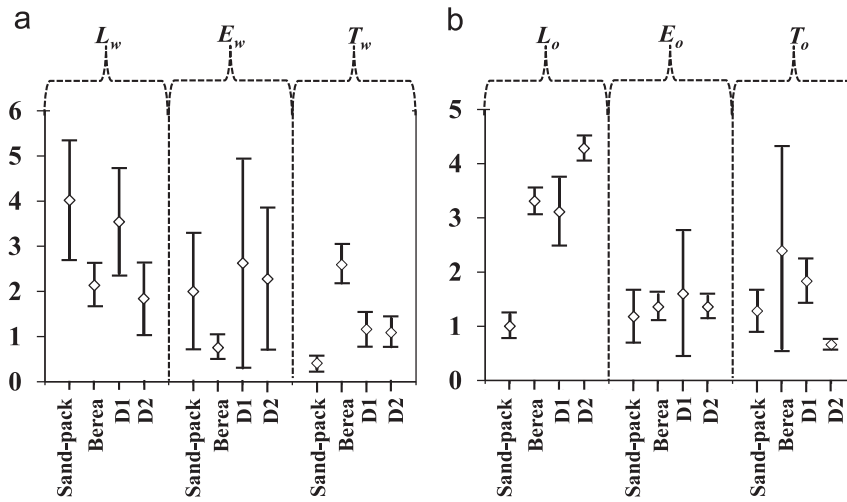 a
L_w E_w T_w
6
5
4
3
2
1
0
Sand-pack Berea D1 D2 Sand-pack Berea D1 D2 Sand-pack Berea D1 D2
b
L_o E_o T_o
5
4
3
2
1
0
Sand-pack Berea D1 D2 Sand-pack Berea D1 D2 Sand-pack Berea D1 D2